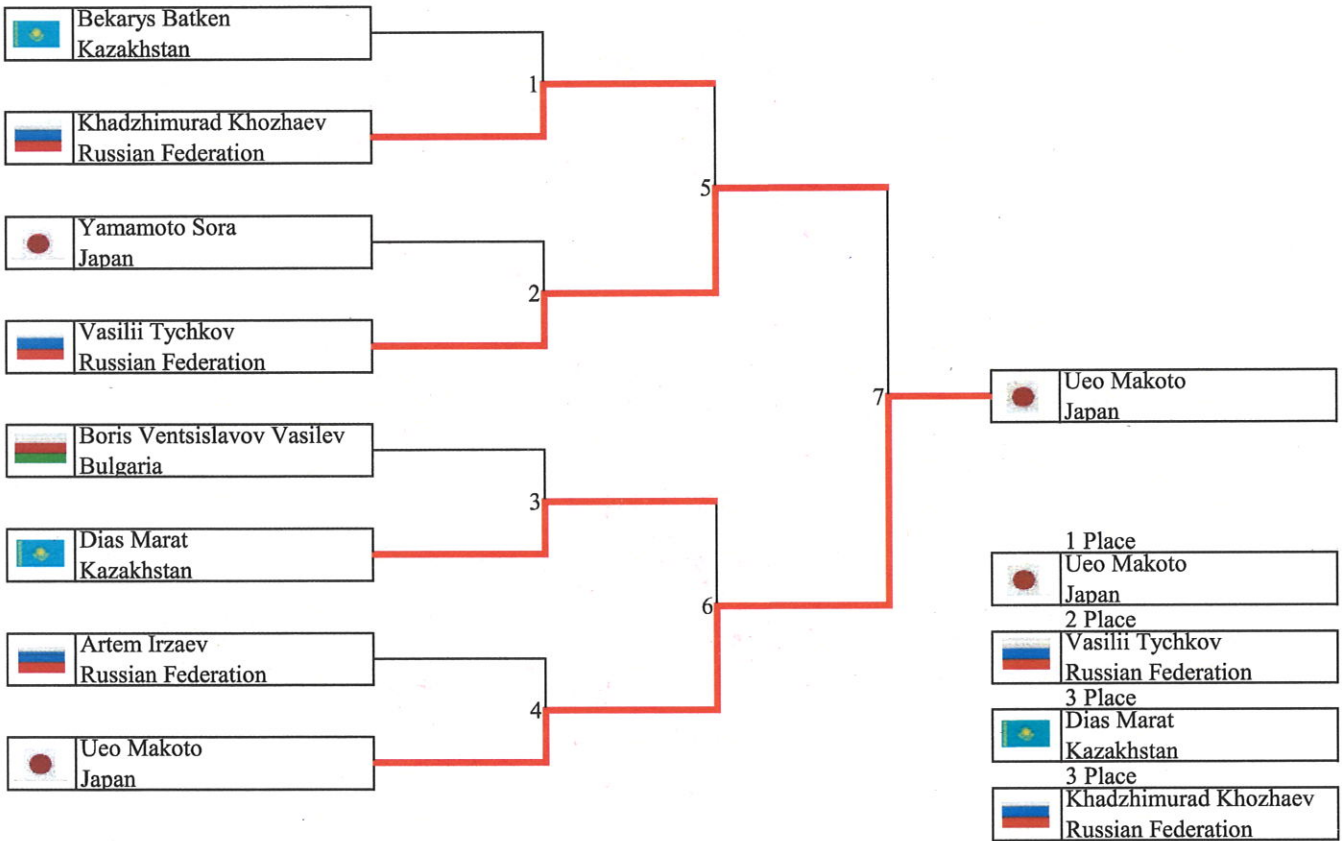 Bekarys Batken
Kazakhstan
1
Khadzhimurad Khozhaev
Russian Federation
5
Yamamoto Sora
Japan
2
Vasilii Tychkov
Russian Federation
7
Ueo Makoto
Japan
Boris Ventsislavov Vasilev
Bulgaria
3
Dias Marat
Kazakhstan
6
Artem Irzaev
Russian Federation
4
Ueo Makoto
Japan
1 Place
Ueo Makoto
Japan
2 Place
Vasilii Tychkov
Russian Federation
3 Place
Dias Marat
Kazakhstan
3 Place
Khadzhimurad Khozhaev
Russian Federation